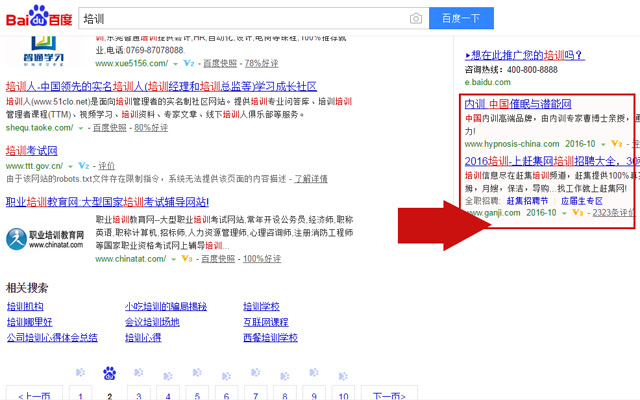 Bai du 百度
培训
百度一下
训,东莞智通培训提供会计,HR,自动化,设计,电商等课程,100%推荐就
业,电话:0769-87078088.
智通学习
www.xue5156.com V2 - 百度快照 - 78%好评
培训人-中国领先的实名培训人(培训经理和培训总监等)学习成长社区
培训人(www.51clo.net)是面向培训管理者的实名制社区网站。提供培训专业问答库、培训培训
管理者课程(TTM)、视频学习、培训资料、专家文章、线下培训人俱乐部等服务。
shequ.taoke.com/ - 百度快照 - 80%好评
培训考试网
www.ttt.gov.cn/ V2 - 评价
由于该网站的robots.txt文件存在限制指令，系统无法提供该页面的内容描述 - 了解详情
职业培训教育网:大型国家培训考试辅导网站!
职业培训教育网--大型职业培训考试网站,常年开设公务员,经济师,职称
英语,职称计算机,招标师,人力资源管理师,心理咨询师,注册消防工程师
等国家职业资格考试网上辅导培训...
职业培训教育网
www.chinatat.com
www.chinatat.com/ V3 - 百度快照 - 100%好评
相关搜索
培训机构 小吃培训的骗局揭秘 培训学校
培训哪里好 会议培训场地 互联网课程
公司培训心得体会总结 培训心得 西餐培训学校
<上一页 1 2 3 4 5 6 7 8 9 10 下一页>
想在此推广您的培训吗？
咨询热线：400-800-8888
e.baidu.com
内训 中国催眠与潜能网
中国内训高端品牌，由内训专家曹博士亲授，通
力!
www.hypnosis-china.com 2016-10 V3 - 评
2016培训-上赶集网培训招聘大全，30
培训信息尽在赶集培训频道，赶集提供100%真
姆，月嫂，保洁，导购...找工作就上赶集网!
全职招聘: 赶集招聘节 | 应届生专区
www.ganji.com 2016-10 V3 - 2323条评价